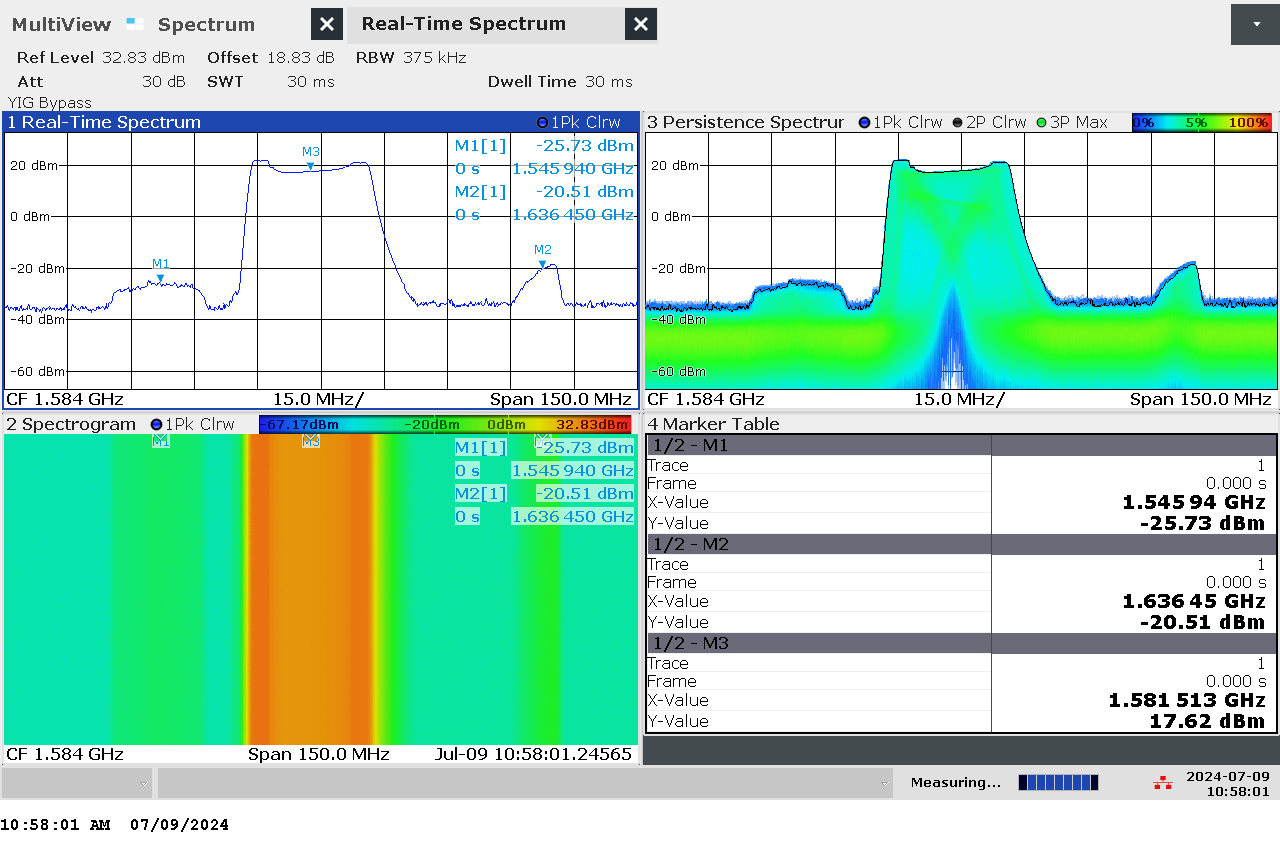 MultiView Spectrum Real-Time Spectrum
Ref Level 32.83 dBm Offset 18.83 dB RBW 375 kHz
Att 30 dB SWT 30 ms Dwell Time 30 ms
YIG Bypass
1 Real-Time Spectrum 1Pk Clrw
M1[1] -25.73 dBm
0 s 1.545 940 GHz
M2[1] -20.51 dBm
0 s 1.636 450 GHz
M3
M2
M1
20 dBm
0 dBm
-20 dBm
-40 dBm
-60 dBm
CF 1.584 GHz 15.0 MHz/ Span 150.0 MHz
3 Persistence Spectrur 1Pk Clrw 2P Clrw 3P Max 0% 5% 100%
20 dBm
0 dBm
-20 dBm
-40 dBm
-60 dBm
CF 1.584 GHz 15.0 MHz/ Span 150.0 MHz
2 Spectrogram 1Pk Clrw -67.17dBm -20dBm 0dBm 32.83dBm
M1 M3
M1[1] -25.73 dBm
0 s 1.545 940 GHz
M2[1] -20.51 dBm
0 s 1.636 450 GHz
CF 1.584 GHz Span 150.0 MHz Jul-09 10:58:01.24565
4 Marker Table
1/2 - M1
Trace 1
Frame 0.000 s
X-Value 1.545 94 GHz
Y-Value -25.73 dBm
1/2 - M2
Trace 1
Frame 0.000 s
X-Value 1.636 45 GHz
Y-Value -20.51 dBm
1/2 - M3
Trace 1
Frame 0.000 s
X-Value 1.581 513 GHz
Y-Value 17.62 dBm
Measuring... 2024-07-09
10:58:01
10:58:01 AM 07/09/2024